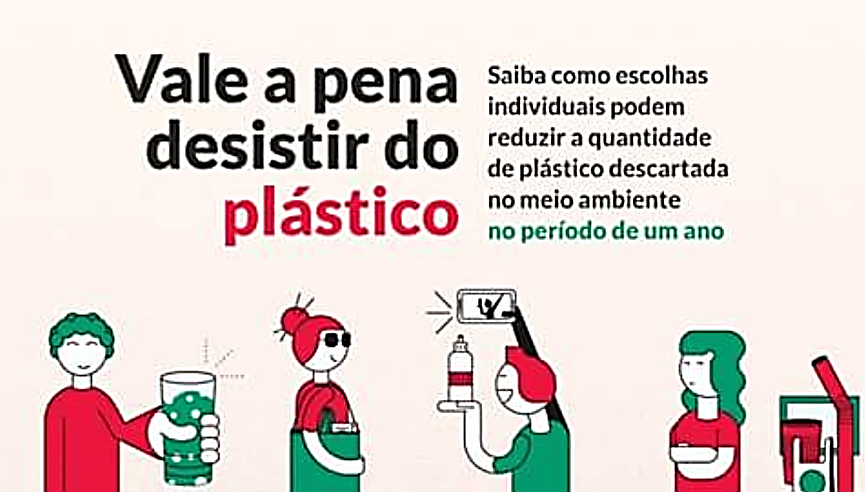 Vale a pena
desistir do
plástico
Saiba como escolhas
individuais podem
reduzir a quantidade
de plástico descartada
no meio ambiente
no período de um ano